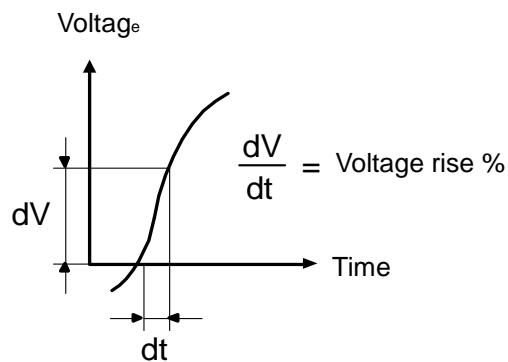 Voltage
dV
dt
= Voltage rise %
dV
Time
dt